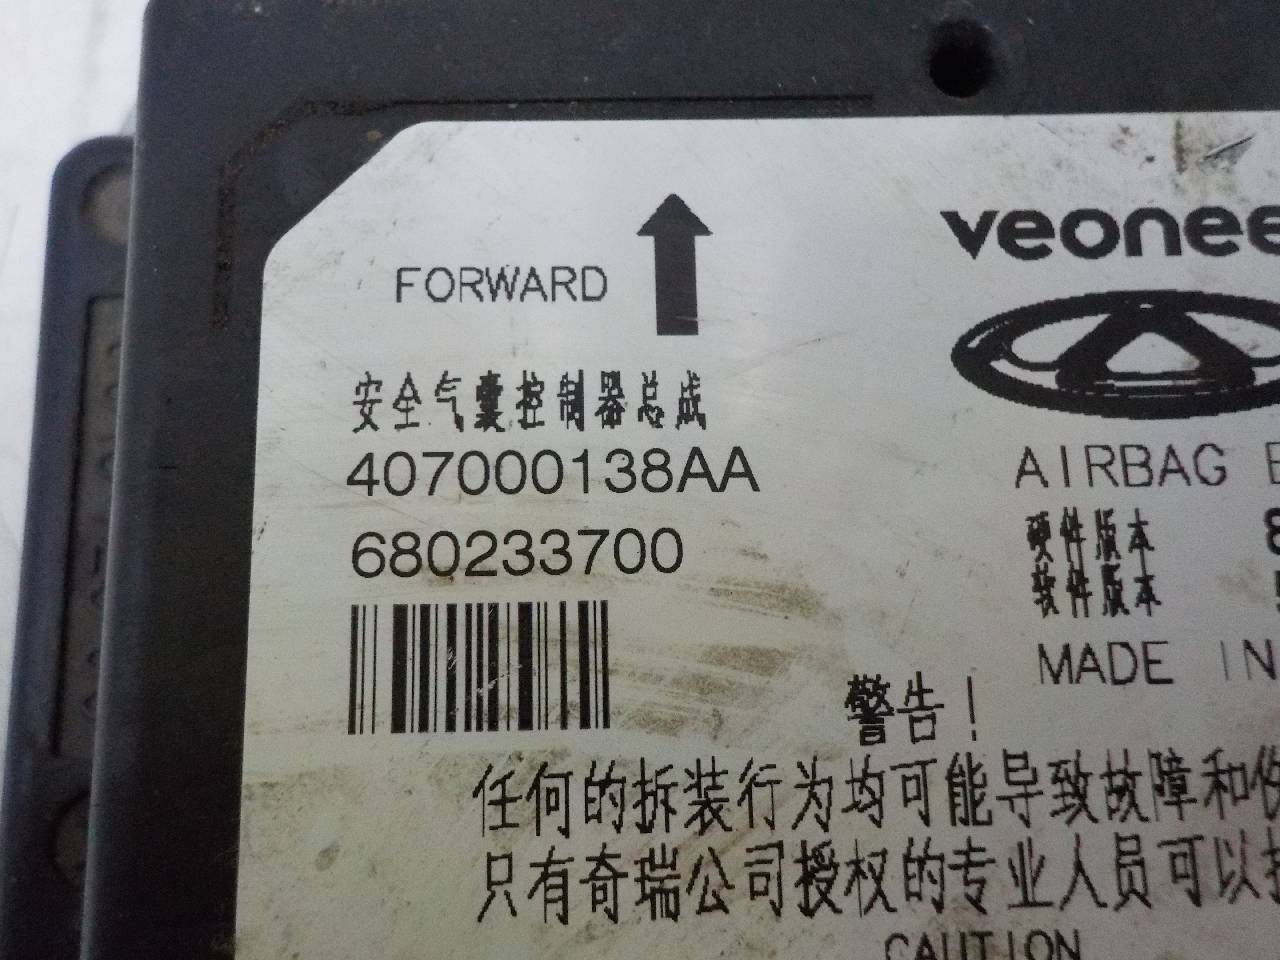 veonee
FORWARD
安全气囊控制器总成
407000138AA
AIRBAG
680233700
硬件版本
软件版本
MADE IN
警告！
任何的拆装行为均可能导致故障和伤
只有奇瑞公司授权的专业人员可以
CAUTION